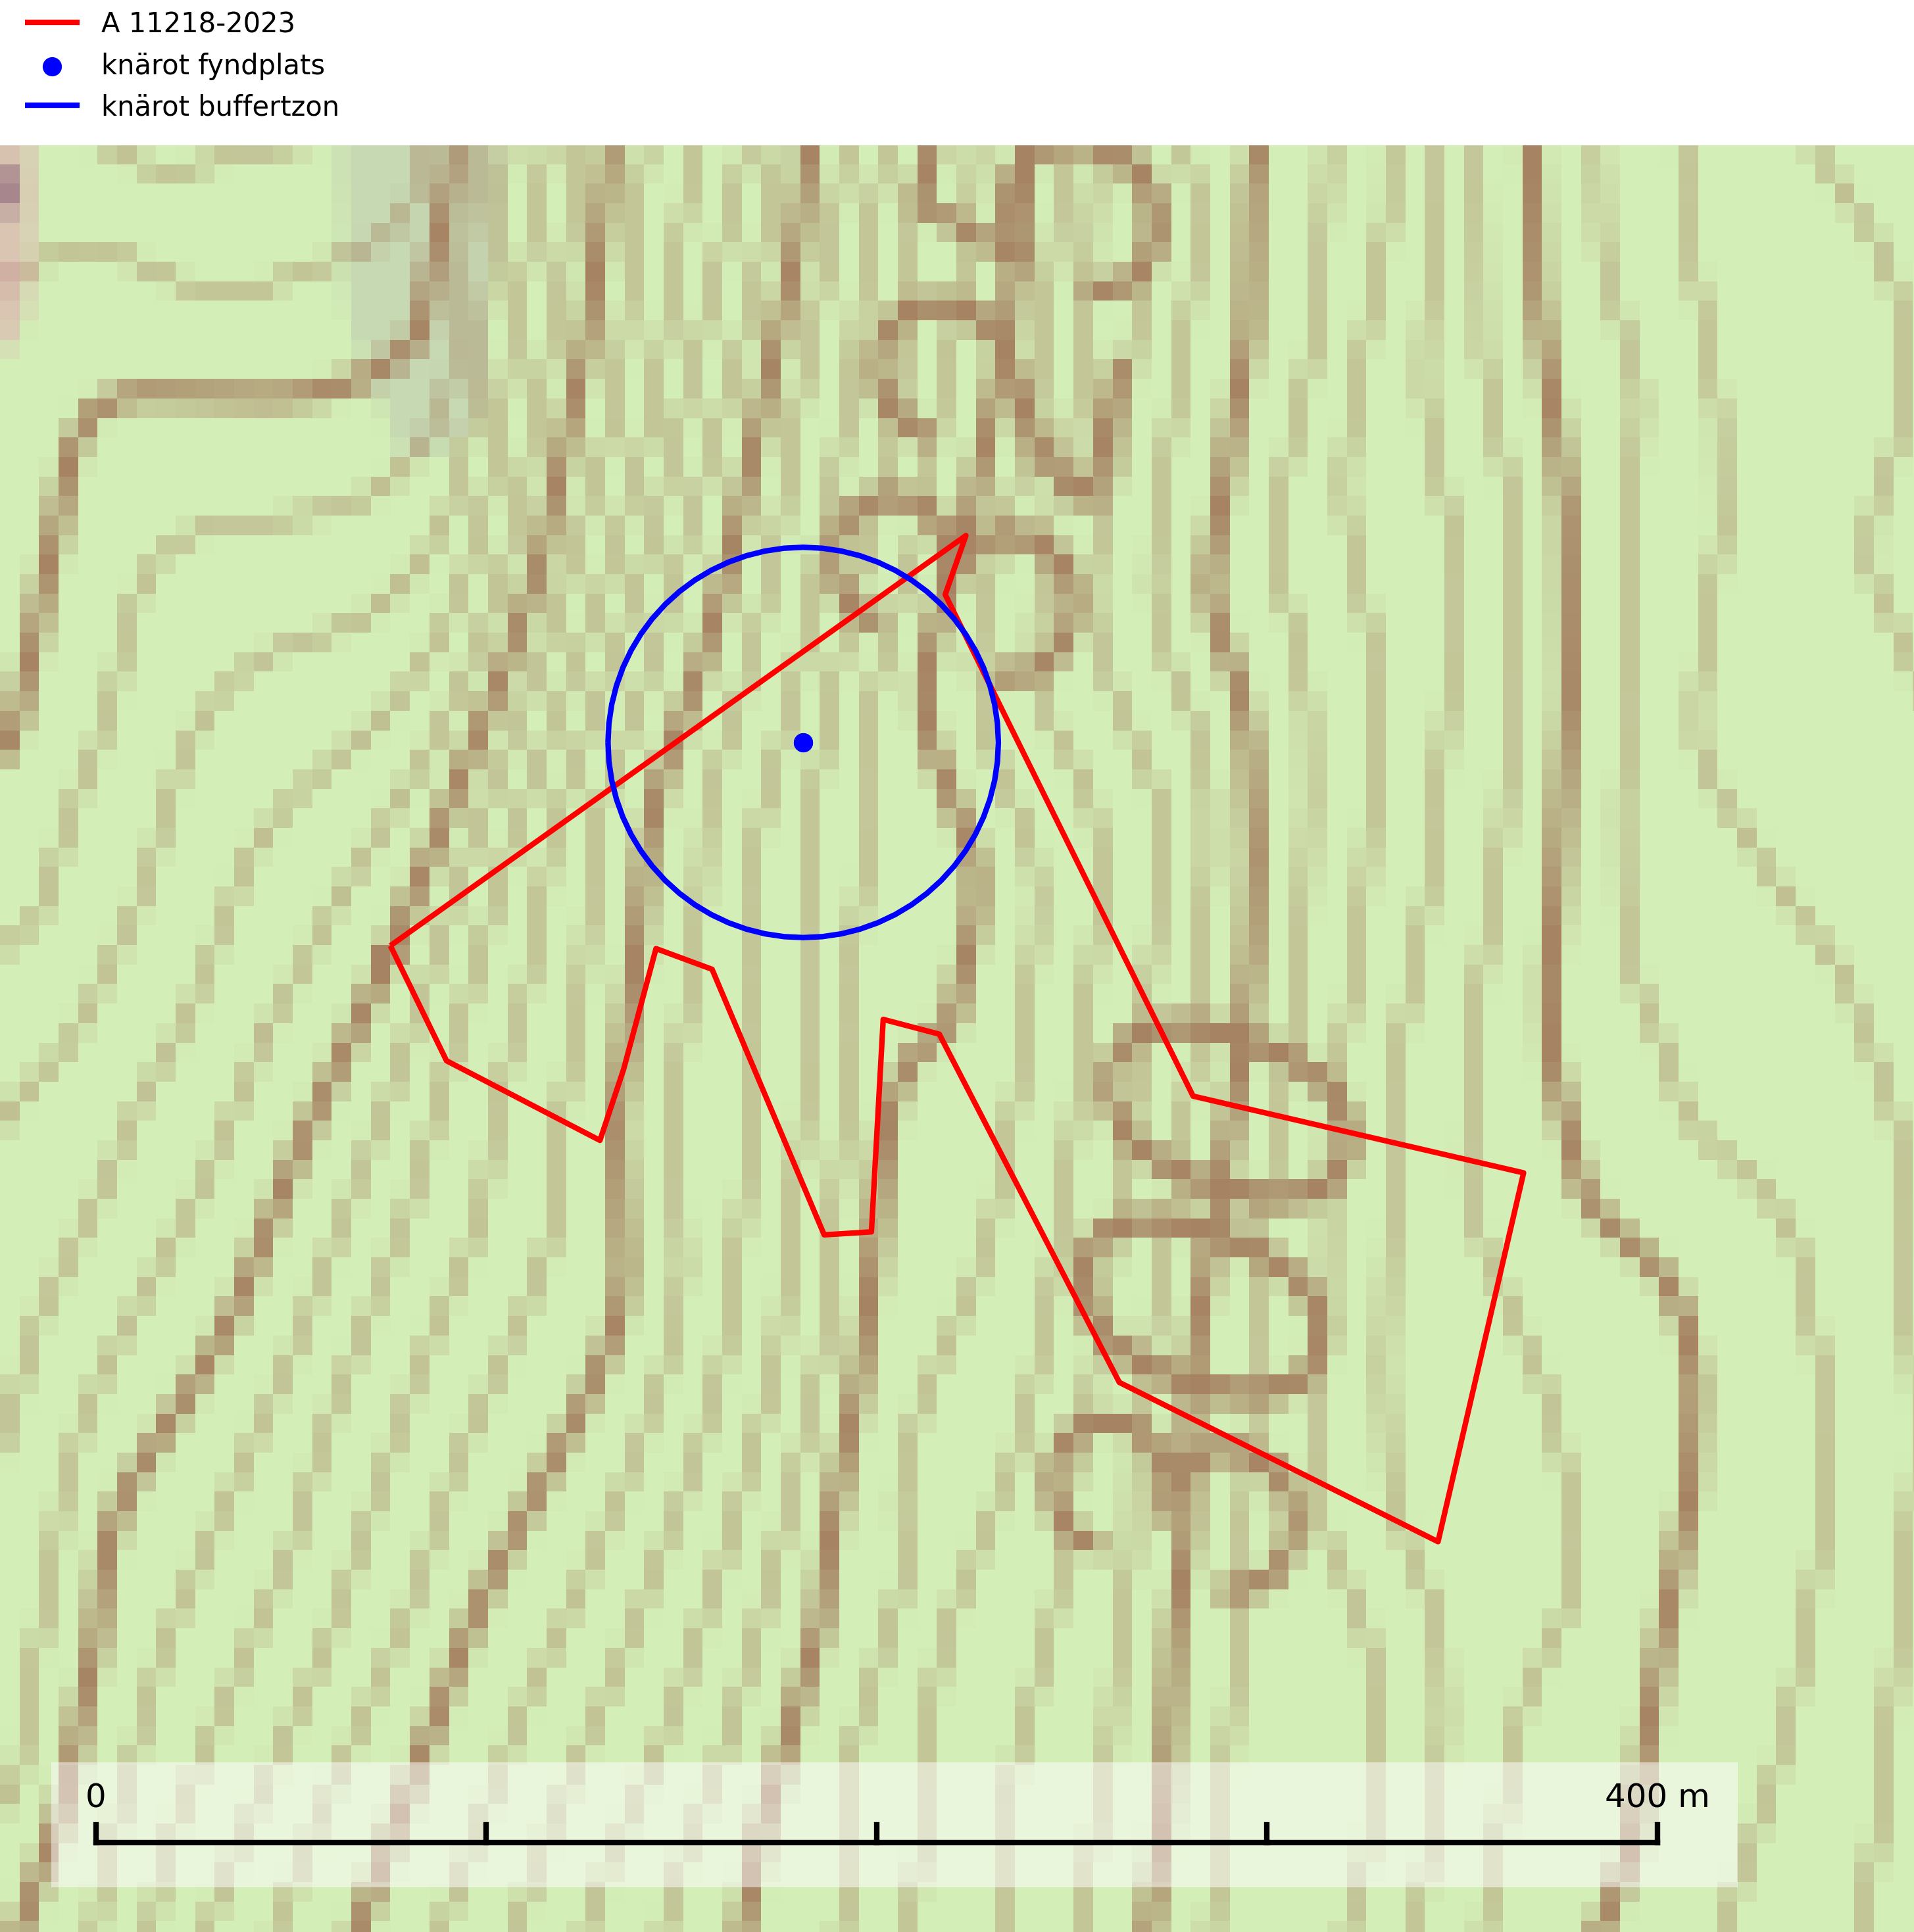 A 11218-2023
knärot fyndplats
knärot buffertzon
0
400 m